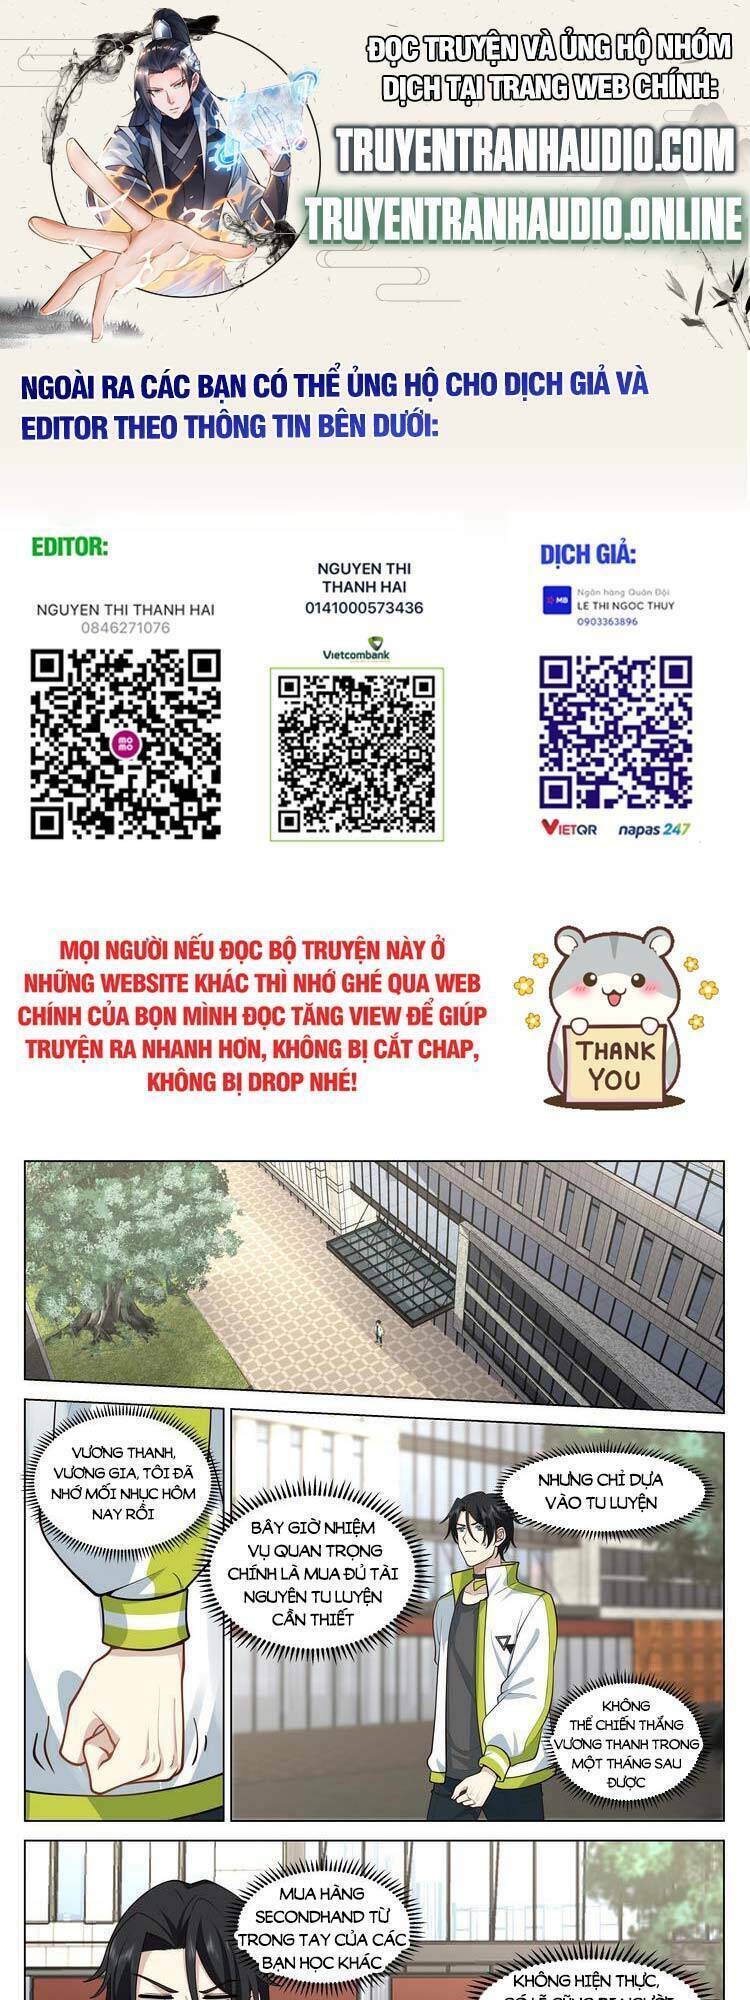 ĐỌC TRUYỆN VÀ ỦNG HỘ NHÓM
DỊCH TẠI TRANG WEB CHÍNH:
TRUYENTRANHAUDIO.COM
TRUYENTRANHAUDIO.ONLINE
NGOÀI RA CÁC BẠN CÓ THỂ ỦNG HỘ CHO DỊCH GIẢ VÀ
EDITOR THEO THÔNG TIN BÊN DƯỚI:
EDITOR:
NGUYEN THI THANH HAI
0846271076
mo
mo
NGUYEN THI
THANH HAI
0141000573436
Vietcombank
DỊCH GIẢ:
MB
Ngân hàng Quân Đội
LE THI NGOC THUY
0903363896
VIETQR
napas 247
MỌI NGƯỜI NẾU ĐỌC BỘ TRUYỆN NÀY Ở
NHỮNG WEBSITE KHÁC THÌ NHỚ GHÉ QUA WEB
CHÍNH CỦA BỌN MÌNH ĐỌC TĂNG VIEW ĐỂ GIÚP
TRUYỆN RA NHANH HƠN, KHÔNG BỊ CẮT CHAP,
KHÔNG BỊ DROP NHÉ!
THANK
YOU
VƯƠNG THANH,
VƯƠNG GIA, TÔI ĐÃ
NHỚ MỐI NHỤC HÔM
NAY RỒI
BÂY GIỜ NHIỆM
VỤ QUAN TRỌNG
CHÍNH LÀ MUA ĐỦ TÀI
NGUYÊN TU LUYỆN
CẦN THIẾT
NHƯNG CHỈ DỰA
VÀO TU LUYỆN
KHÔNG
THỂ CHIẾN THẮNG
VƯƠNG THANH TRONG
MỘT THÁNG SAU
ĐƯỢC
MUA HÀNG
SECONDHAND TỪ
TRONG TAY CỦA CÁC
BẠN HỌC KHÁC
KHÔNG HIỆN THỰC,
CÓ LẼ CŨNG BỊ NGƯỜI